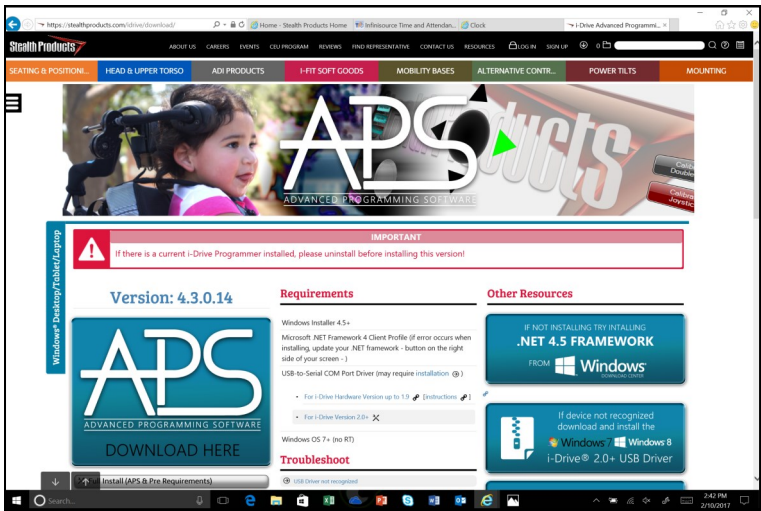 https://stealthproducts.com/idrive/download/
Home - Stealth Products Home
Infinisource Time and Attendan...
Clock
i-Drive Advanced Programmi...
Stealth Products
ABOUT US CAREERS EVENTS CEU PROGRAM REVIEWS FIND REPRESENTATIVE CONTACT US RESOURCES LOG IN SIGN UP 0
SEATING & POSITIONI... HEAD & UPPER TORSO ADI PRODUCTS I-FIT SOFT GOODS MOBILITY BASES ALTERNATIVE CONTR... POWER TILTS MOUNTING
APS
ADVANCED PROGRAMMING SOFTWARE
Double
Joystic
Windows® Desktop/Tablet/Laptop
IMPORTANT
If there is a current i-Drive Programmer installed, please uninstall before installing this version!
Version: 4.3.0.14
APS
ADVANCED PROGRAMMING SOFTWARE
DOWNLOAD HERE
Install (APS & Pre Requirements)
Requirements
Windows Installer 4.5+
Microsoft .NET Framework 4 Client Profile (if error occurs when
installing, update your .NET framework - button on the right
side of your screen - )
USB-to-Serial COM Port Driver (may require installation )
• For i-Drive Hardware Version up to 1.9 [instructions ]
• For i-Drive Version 2.0+
Windows OS 7+ (no RT)
Troubleshoot
USB Driver not recognized
Other Resources
IF NOT INSTALLING TRY INTALLING
.NET 4.5 FRAMEWORK
FROM Windows
DOWNLOAD CENTER
If device not recognized
download and install the
Windows 7 Windows 8
i-Drive® 2.0+ USB Driver
Search...
2:42 PM
2/10/2017